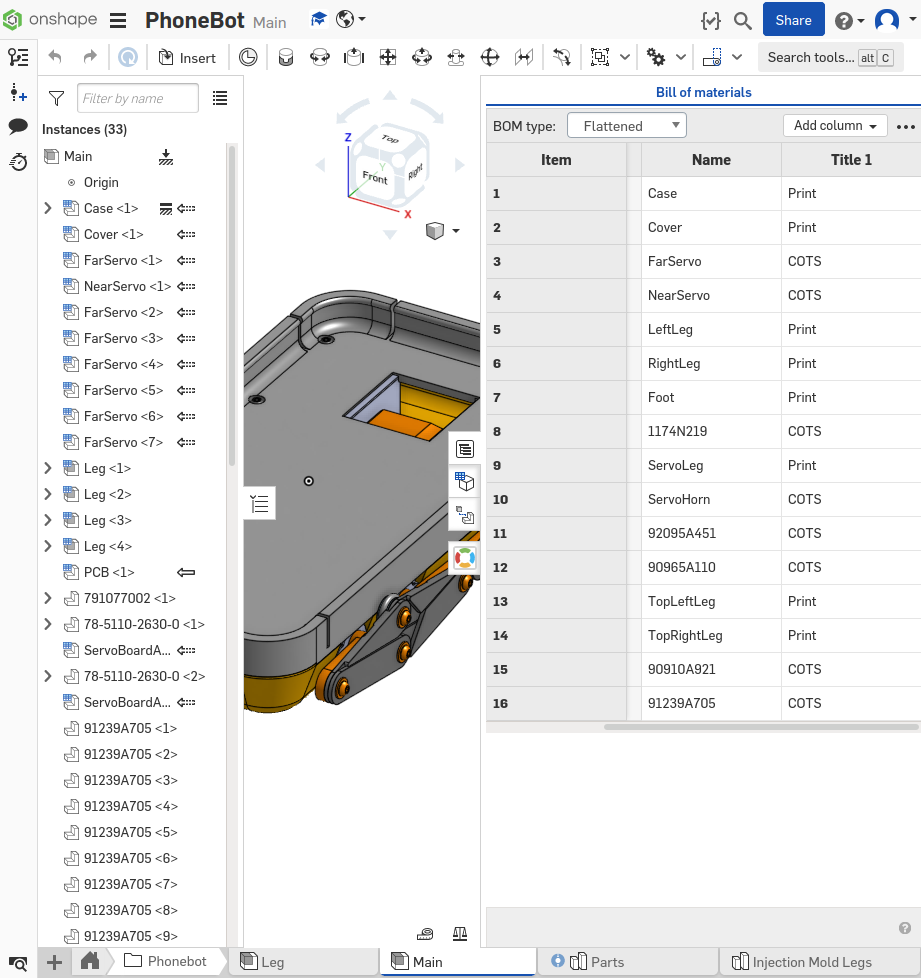 onshape PhoneBot Main Share
Insert Search tools... alt C
Filter by name
Instances (33)
Main
Origin
Case <1>
Cover <1>
FarServo <1>
NearServo <1>
FarServo <2>
FarServo <3>
FarServo <4>
FarServo <5>
FarServo <6>
FarServo <7>
Leg <1>
Leg <2>
Leg <3>
Leg <4>
PCB <1>
791077002 <1>
78-5110-2630-0 <1>
ServoBoardA...
78-5110-2630-0 <2>
ServoBoardA...
91239A705 <1>
91239A705 <2>
91239A705 <3>
91239A705 <4>
91239A705 <5>
91239A705 <6>
91239A705 <7>
91239A705 <8>
91239A705 <9>
Z
Top
Y
Front
Right
X
Bill of materials
BOM type: Flattened Add column
Item Name Title 1
1 Case Print
2 Cover Print
3 FarServo COTS
4 NearServo COTS
5 LeftLeg Print
6 RightLeg Print
7 Foot Print
8 1174N219 COTS
9 ServoLeg Print
10 ServoHorn COTS
11 92095A451 COTS
12 90965A110 COTS
13 TopLeftLeg Print
14 TopRightLeg Print
15 90910A921 COTS
16 91239A705 COTS
Phonebot Leg Main Parts Injection Mold Legs